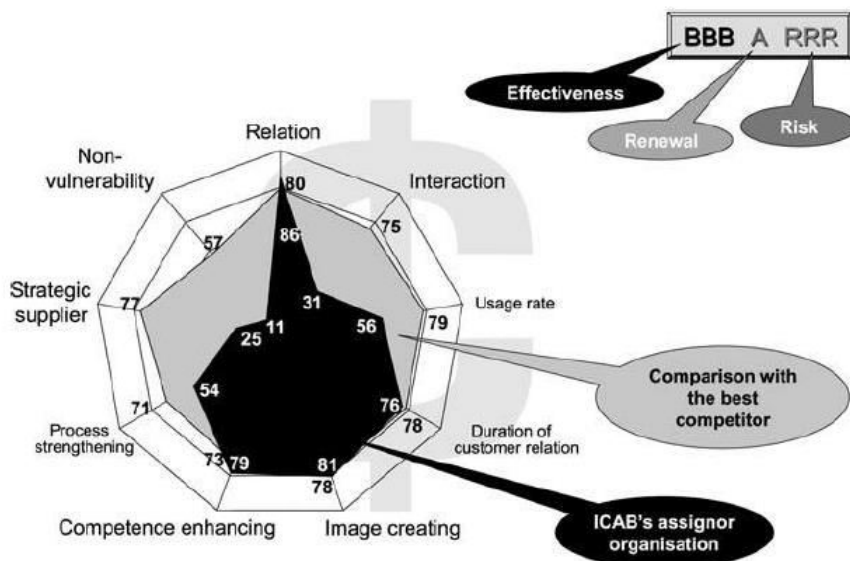 BBB A RRR
Effectiveness
Renewal
Risk
Relation
Non-
vulnerability
Interaction
80
75
86
57
Strategic
supplier
77
31
Usage rate
79
56
11
25
Comparison with
the best
competitor
54
71
76
78
Process
strengthening
Duration of
customer relation
73
79
81
78
Competence enhancing
Image creating
ICAB's assignor
organisation